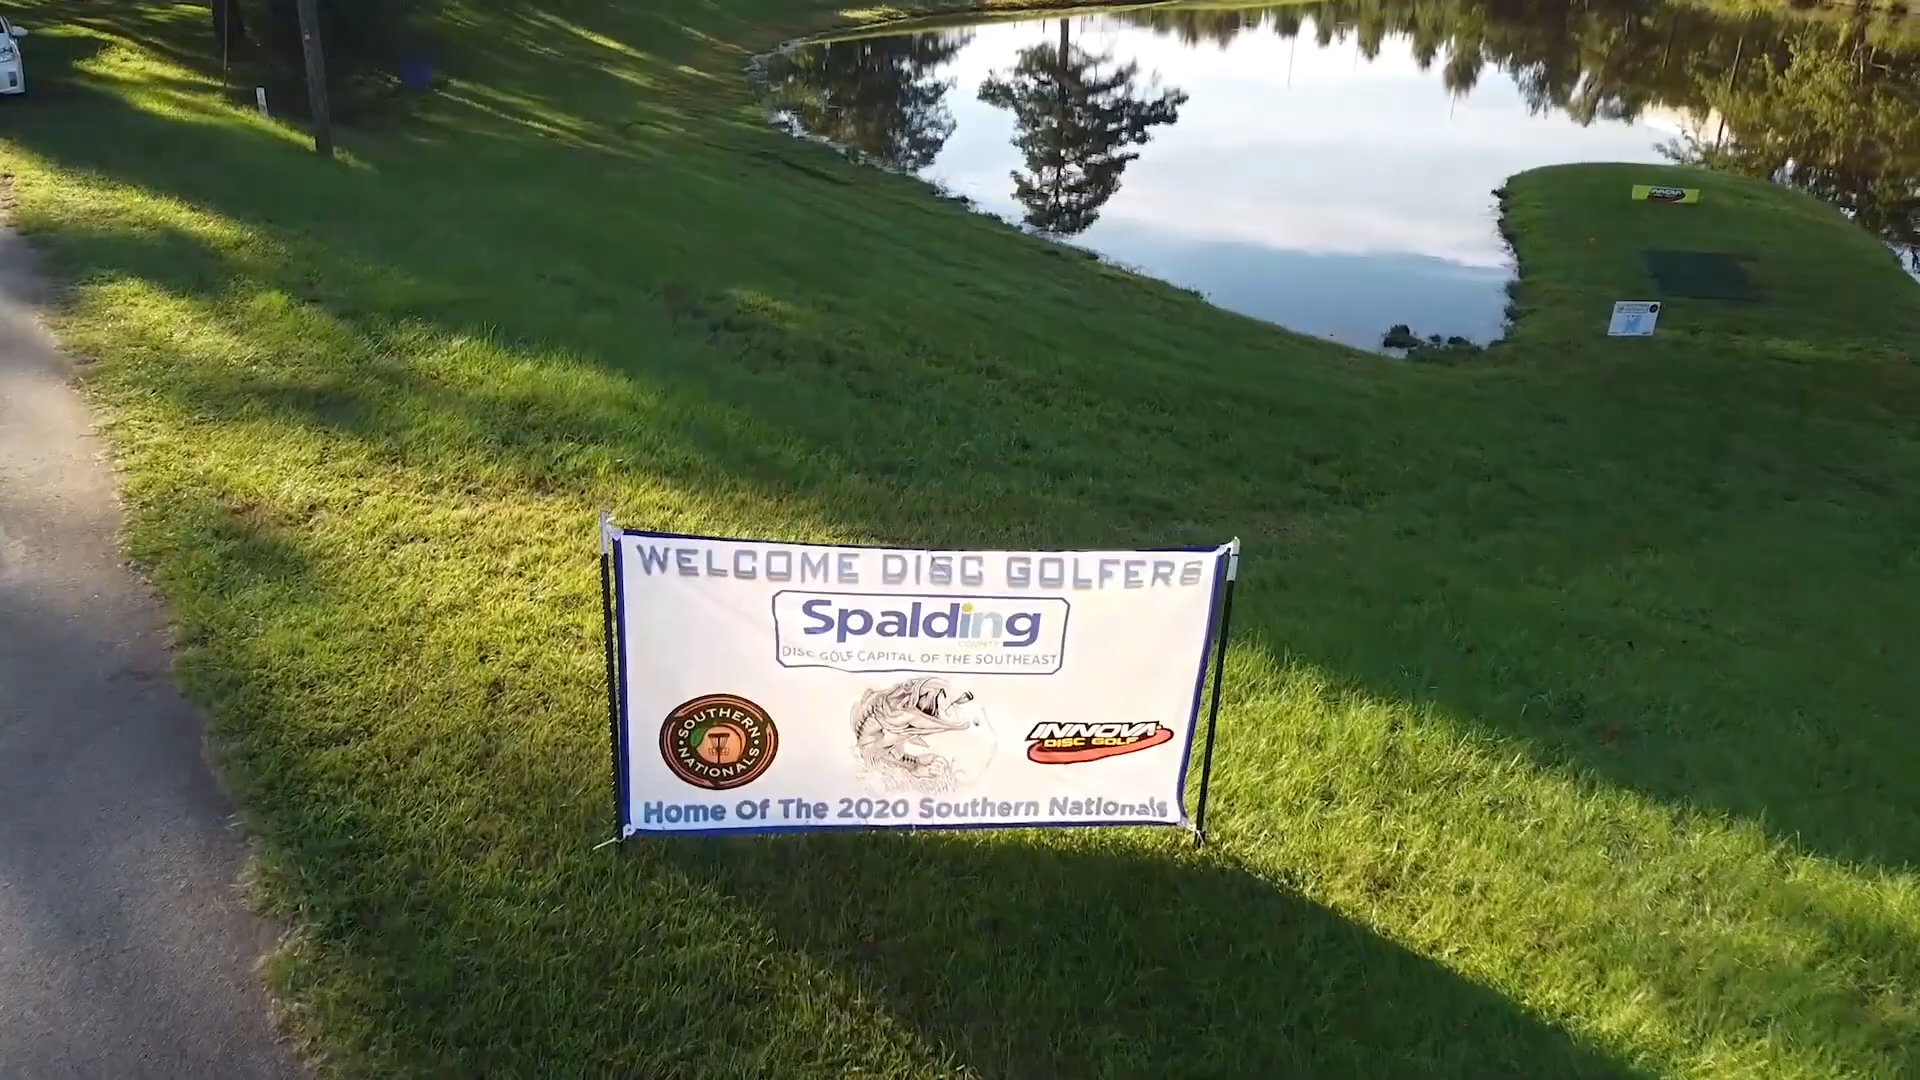 INNOVA
WELCOME DISC GOLFERS
Spalding
COUNTY
DISC GOLF CAPITAL OF THE SOUTHEAST
SOUTHERN
NATIONALS
INNOVA
DISC GOLF
Home Of The 2020 Southern Nationals